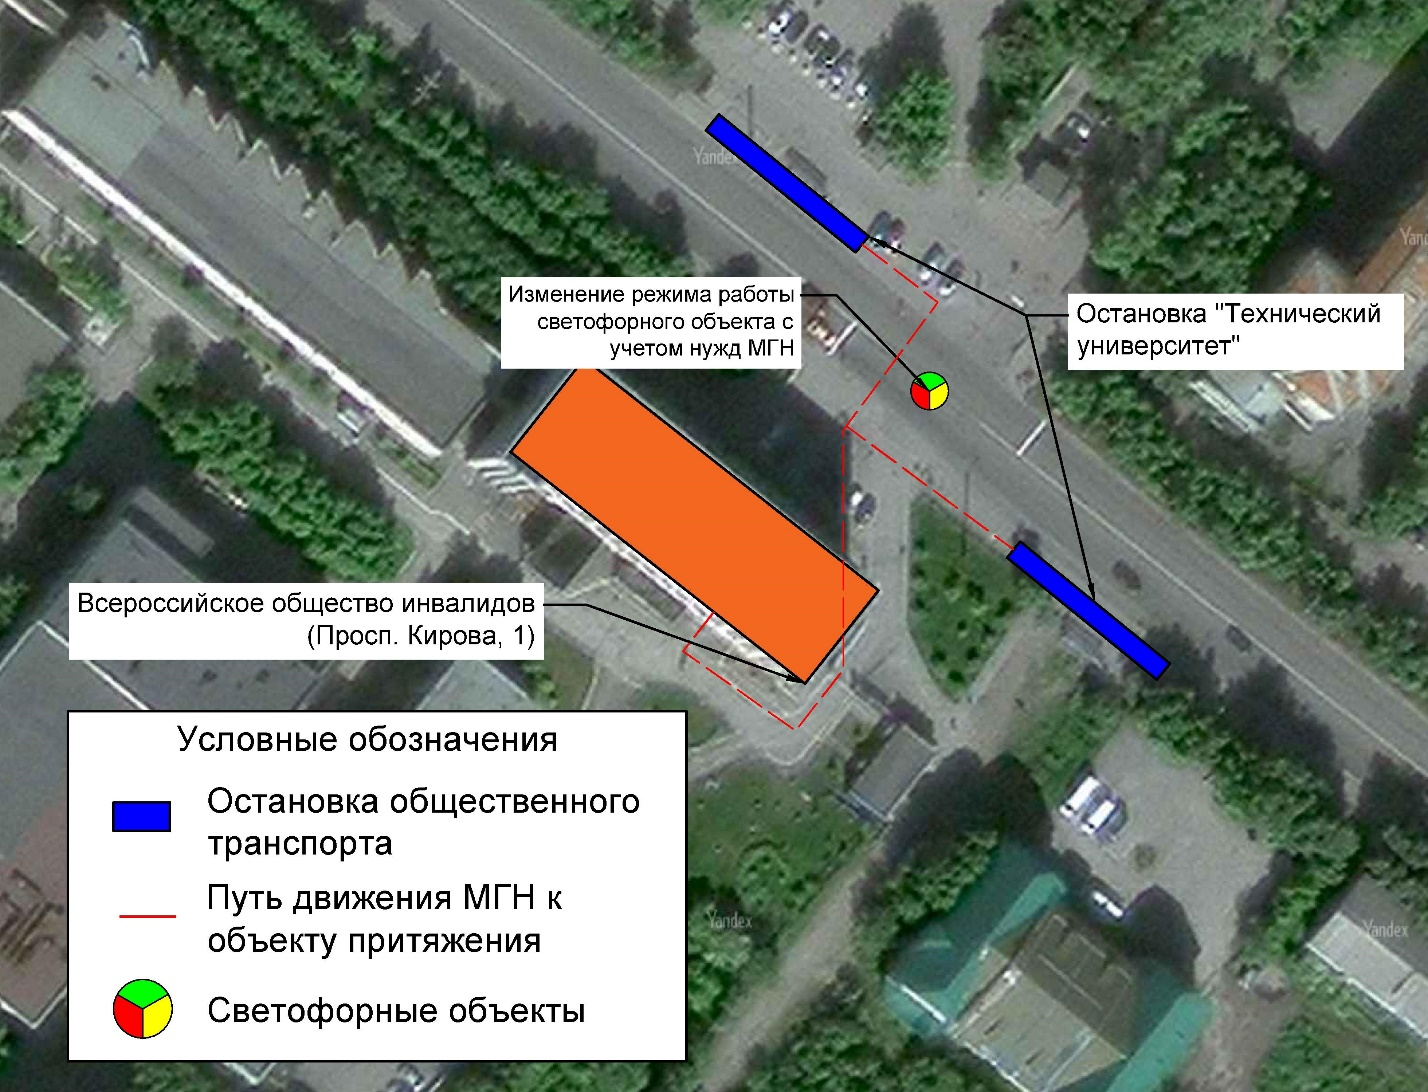 Yandex
Yand
Изменение режима работы
светофорного объекта с
учетом нужд МГН
Остановка "Технический
университет"
Всероссийское общество инвалидов
(Просп. Кирова, 1)
Условные обозначения
Остановка общественного
транспорта
Путь движения МГН к
объекту притяжения
Светофорные объекты
Yandex
Yandex